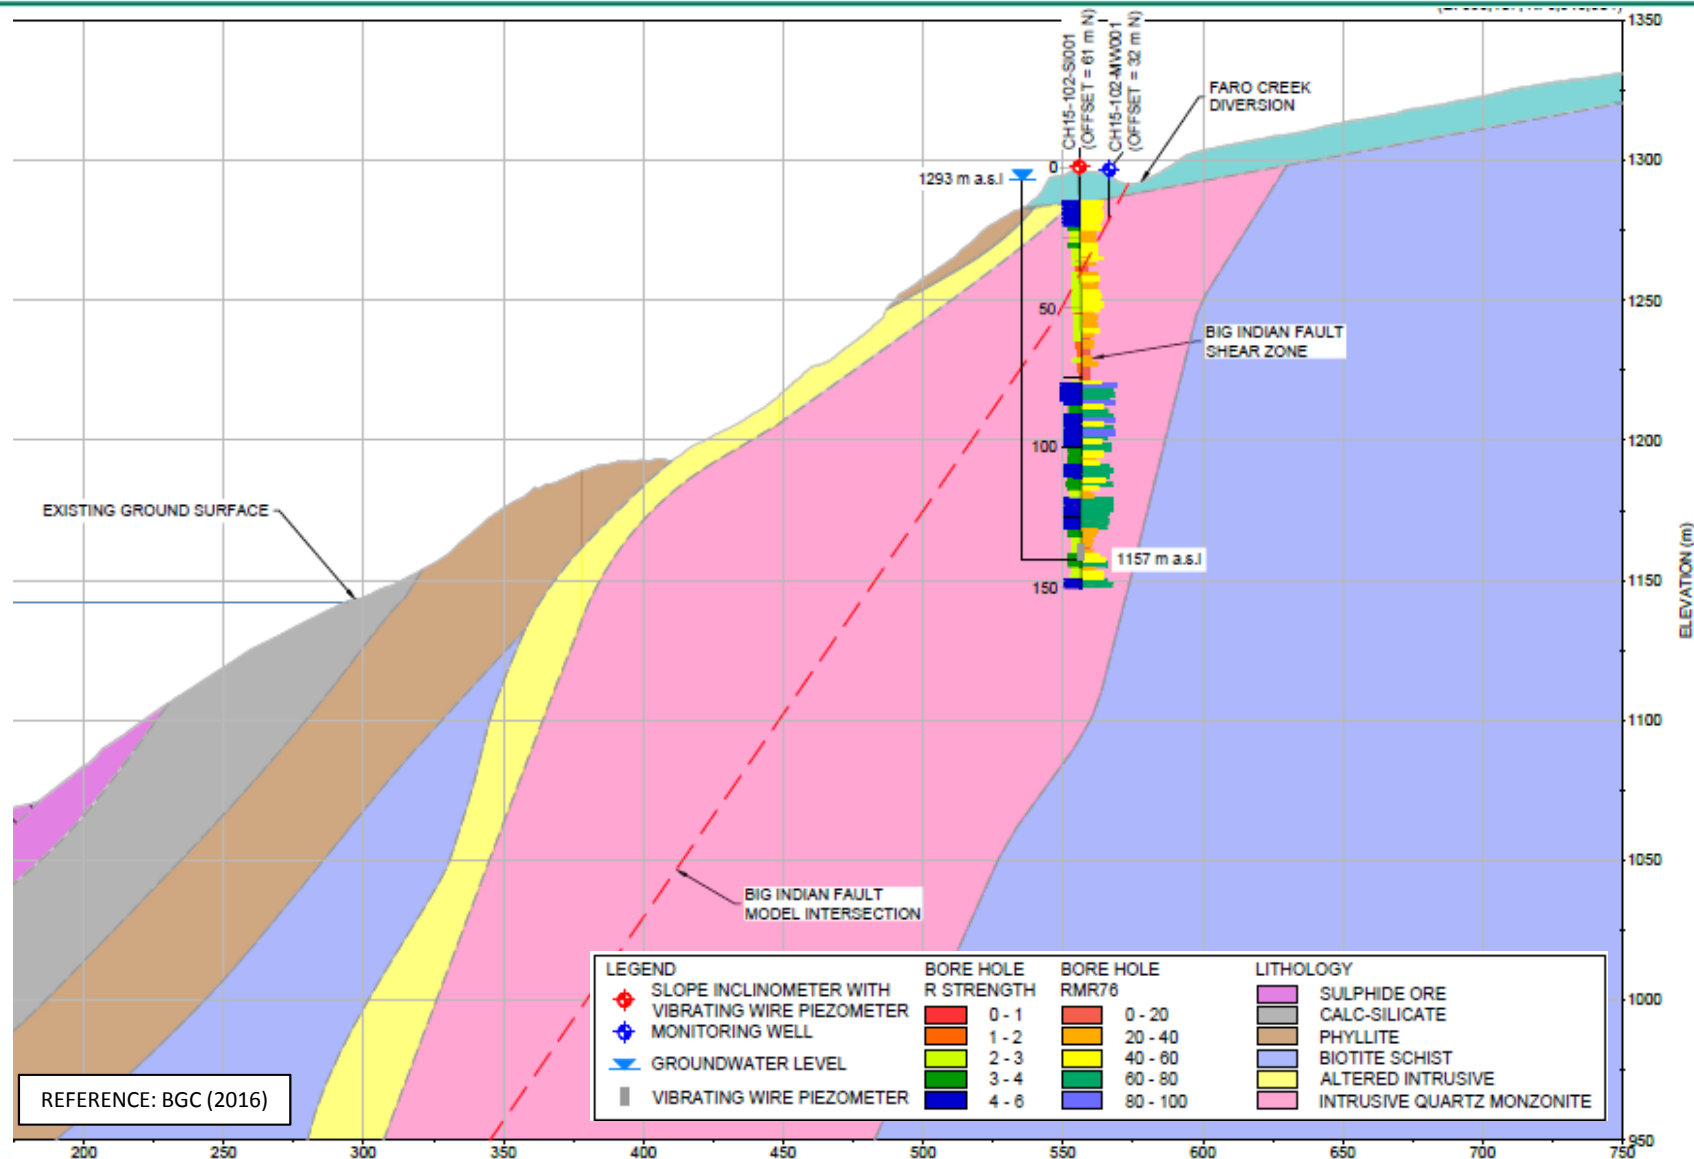 1350
1300
1250
1200
1150
1100
1050
1000
950
ELEVATION (m)
CH15-102-SI001
(OFFSET = 61 m N)
CH15-102-MW001
(OFFSET = 32 m N)
FARO CREEK
DIVERSION
1293 m a.s.l
0
50
100
150
BIG INDIAN FAULT
SHEAR ZONE
1157 m a.s.l
EXISTING GROUND SURFACE
BIG INDIAN FAULT
MODEL INTERSECTION
LEGEND
SLOPE INCLINOMETER WITH
VIBRATING WIRE PIEZOMETER
MONITORING WELL
GROUNDWATER LEVEL
VIBRATING WIRE PIEZOMETER
BORE HOLE
R STRENGTH
0 - 1
1 - 2
2 - 3
3 - 4
4 - 6
BORE HOLE
RMR76
0 - 20
20 - 40
40 - 60
60 - 80
80 - 100
LITHOLOGY
SULPHIDE ORE
CALC-SILICATE
PHYLLITE
BIOTITE SCHIST
ALTERED INTRUSIVE
INTRUSIVE QUARTZ MONZONITE
REFERENCE: BGC (2016)
200 250 300 350 400 450 500 550 600 650 700 750